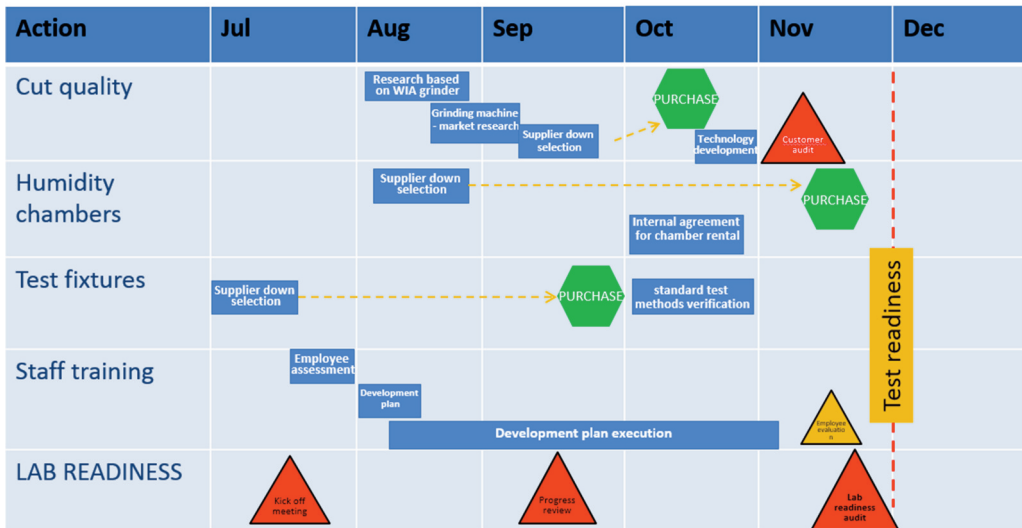 Action Jul Aug Sep Oct Nov Dec
Cut quality
Research based
on WIA grinder
Grinding machine
- market research
Supplier down
selection
PURCHASE
Technology
development
Customer
audit
Humidity
chambers
Supplier down
selection
PURCHASE
Internal agreement
for chamber rental
Test fixtures
Supplier down
selection
PURCHASE
standard test
methods verification
Test readiness
Staff training
Employee
assessment
Development
plan
Development plan execution
Employee
evaluatio
n
LAB READINESS
Kick off
meeting
Progress
review
Lab
readiness
audit